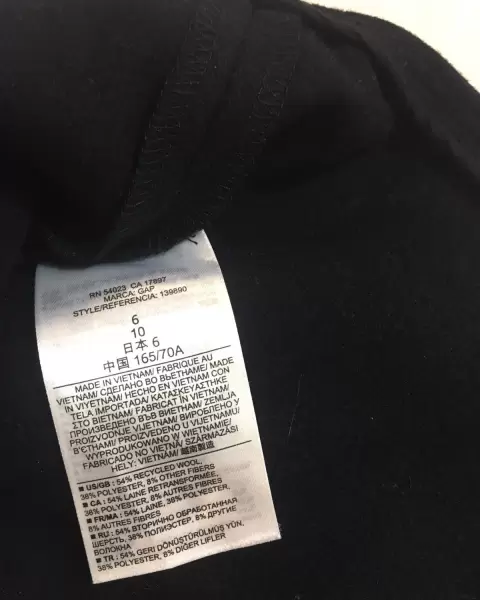 RN 54023 CA 17897
MARCA: GAP
STYLE/REFERENCIA: 139890
6
10
日本 6
中国 165/70A
MADE IN VIETNAM/ FABRIQUE AU
VIETNAM/ СДЕЛАНО ВО ВЬЕТНАМЕ/ MADE
IN VIYETNAM/ HECHO EN VIETNAM CON
TELA IMPORTADA/ ΚΑΤΑΣΚΕΥΑΣΤΗΚΕ
ΣΤΟ ΒΙΕΤΝΑΜ/ FABRICAT ÎN VIETNAM/
ПРОИЗВЕДЕНО ВЪВ ВИЕТНАМ/ ZEMLJA
PROIZVODNJE VIJETNAM/ ВИРОБЛЕНО У
В'ЄТНАМІ/ PROIZVEDENO U VIJETNAMU/
WYPRODUKOWANO W WIETNAMIE/
FABRICADO NO VIETNÃ/ SZÁRMAZÁSI
HELY: VIETNÁM/ 越南製造
■ US/GB : 54% RECYCLED WOOL,
38% POLYESTER, 8% OTHER FIBERS
■ CA : 54% LAINE RETRANSFORMÉE,
38% POLYESTER, 8% AUTRES FIBRES
■ FR/MA : 54% LAINE, 38% POLYESTER,
8% AUTRES FIBRES
■ RU : 54% ВТОРИЧНО ОБРАБОТАННАЯ
ШЕРСТЬ, 38% ПОЛИЭСТЕР, 8% ДРУГИЕ
ВОЛОКНА
■ TR : 54% GERİ DÖNÜŞTÜRÜLMÜŞ YÜN,
38% POLYESTER, 8% DİĞER LİFLER